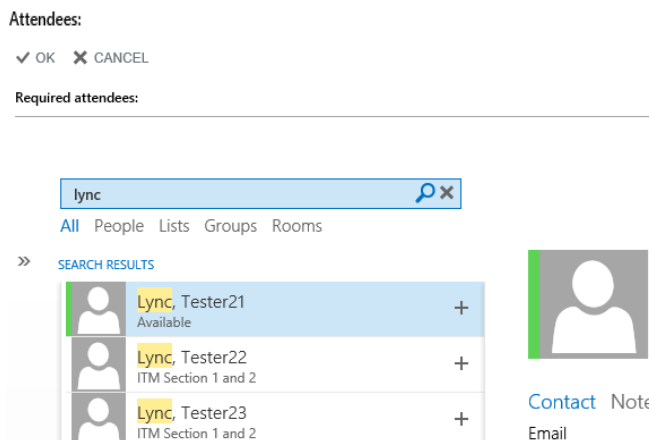 Attendees:
OK CANCEL
Required attendees:
lync
All People Lists Groups Rooms
SEARCH RESULTS
Lync, Tester21
Available
Lync, Tester22
ITM Section 1 and 2
Lync, Tester23
ITM Section 1 and 2
Contact Note
Email